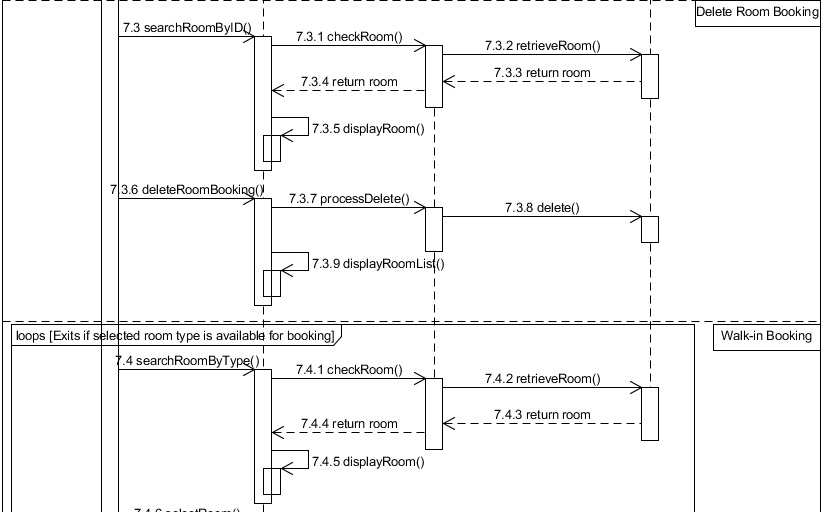 Delete Room Booking
7.3 searchRoomByID()
7.3.1 checkRoom()
7.3.2 retrieveRoom()
7.3.3 return room
7.3.4 return room
7.3.5 displayRoom()
7.3.6 deleteRoomBooking()
7.3.7 processDelete()
7.3.8 delete()
7.3.9 displayRoomList()
loops [Exits if selected room type is available for booking]
Walk-in Booking
7.4 searchRoomByType()
7.4.1 checkRoom()
7.4.2 retrieveRoom()
7.4.3 return room
7.4.4 return room
7.4.5 displayRoom()
7.4.6 selectRoom()